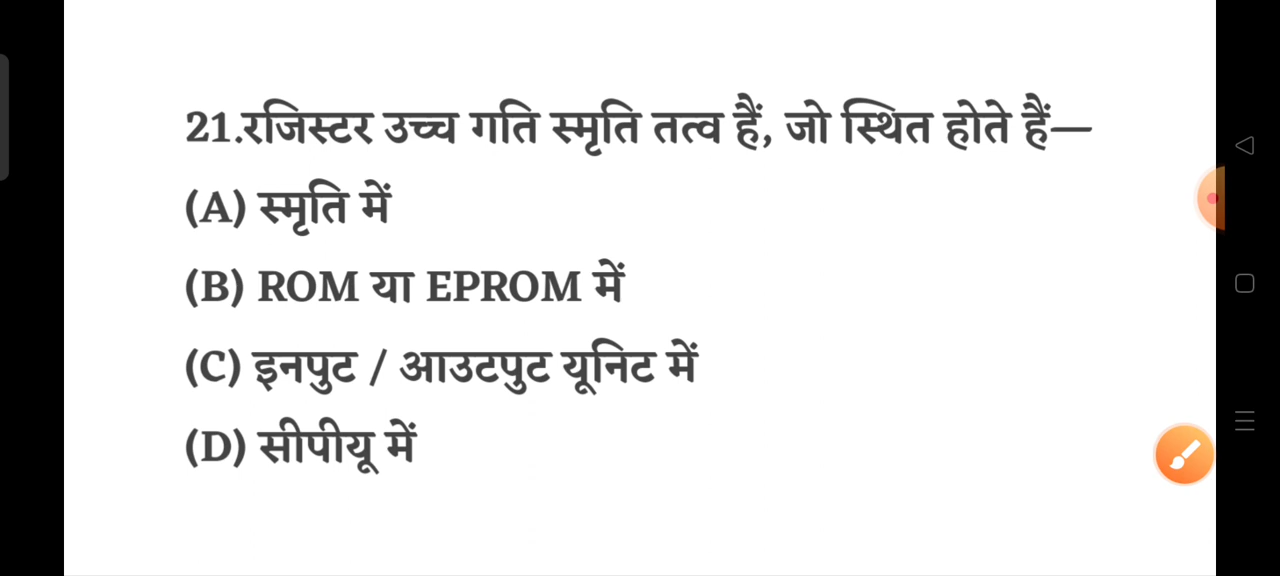 21.रजिस्टर उच्च गति स्मृति तत्व हैं, जो स्थित होते हैं—
(A) स्मृति में
(B) ROM या EPROM में
(C) इनपुट / आउटपुट यूनिट में
(D) सीपीयू में